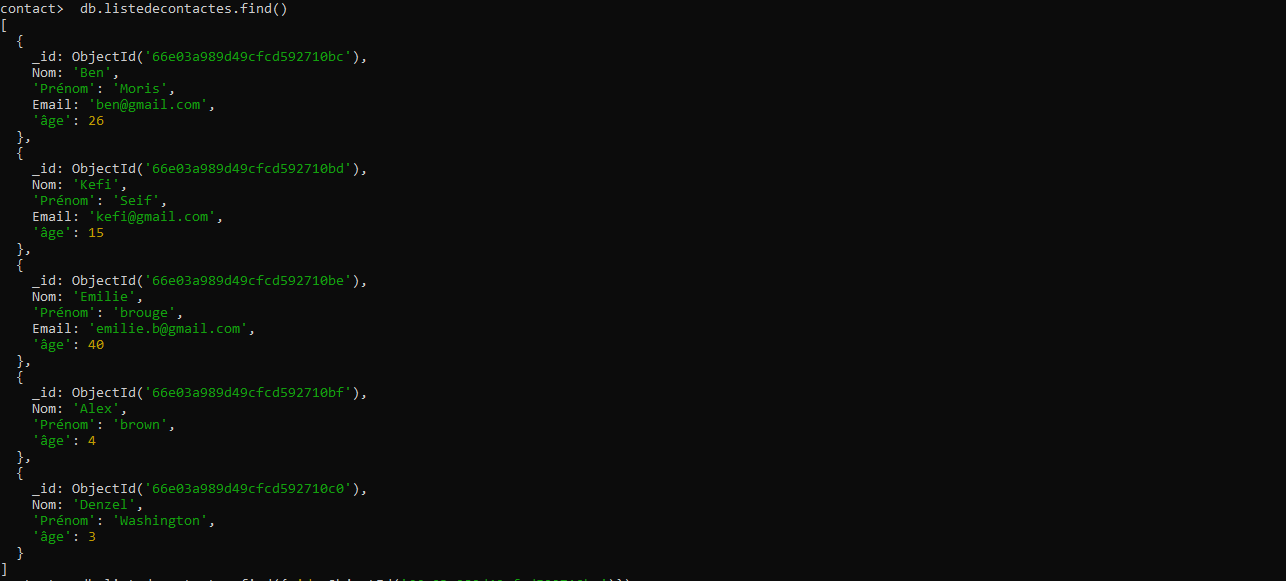 contact>  db.listedecontactes.find()
[
  {
    _id: ObjectId('66e03a989d49cfcd592710bc'),
    Nom: 'Ben',
    'Prénom': 'Moris',
    Email: 'ben@gmail.com',
    'âge': 26
  },
  {
    _id: ObjectId('66e03a989d49cfcd592710bd'),
    Nom: 'Kefi',
    'Prénom': 'Seif',
    Email: 'kefi@gmail.com',
    'âge': 15
  },
  {
    _id: ObjectId('66e03a989d49cfcd592710be'),
    Nom: 'Emilie',
    'Prénom': 'brouge',
    Email: 'emilie.b@gmail.com',
    'âge': 40
  },
  {
    _id: ObjectId('66e03a989d49cfcd592710bf'),
    Nom: 'Alex',
    'Prénom': 'brown',
    'âge': 4
  },
  {
    _id: ObjectId('66e03a989d49cfcd592710c0'),
    Nom: 'Denzel',
    'Prénom': 'Washington',
    'âge': 3
  }
]